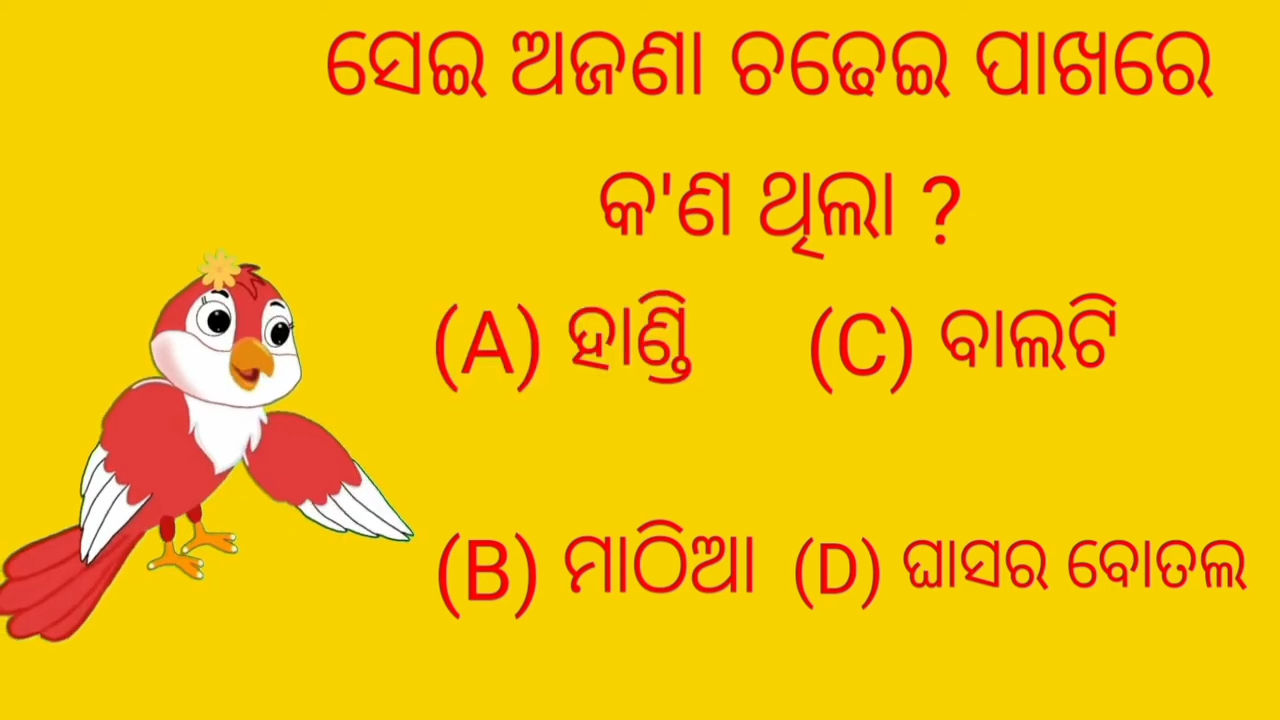 ସେଇ ଅଜଣା ଚଢେଇ ପାଖରେ
କ'ଣ ଥିଲା ?
(A) ହାଣ୍ଡି (C) ବାଲଟି
(B) ମାଠିଆ (D) ଘାସର ବୋତଲ